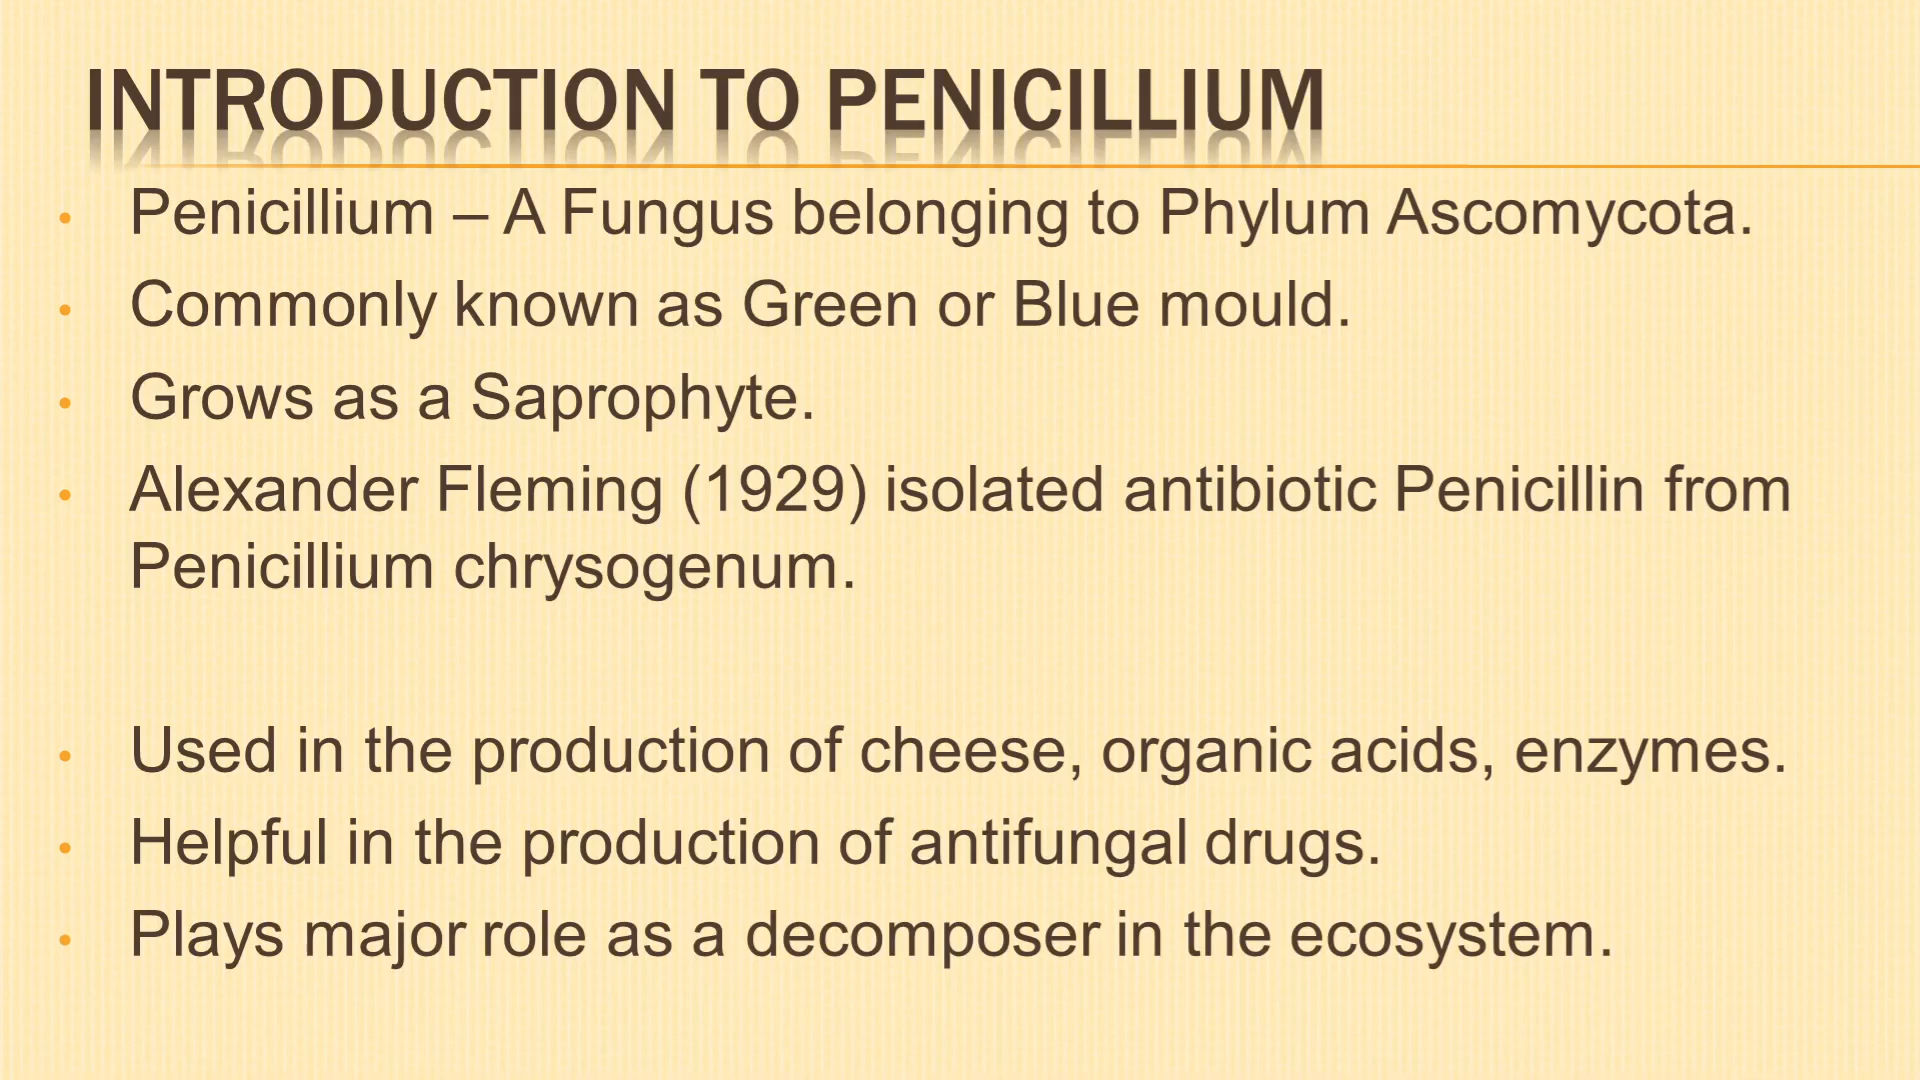 INTRODUCTION TO PENICILLIUM
• Penicillium – A Fungus belonging to Phylum Ascomycota.
• Commonly known as Green or Blue mould.
• Grows as a Saprophyte.
• Alexander Fleming (1929) isolated antibiotic Penicillin from
Penicillium chrysogenum.
• Used in the production of cheese, organic acids, enzymes.
• Helpful in the production of antifungal drugs.
• Plays major role as a decomposer in the ecosystem.